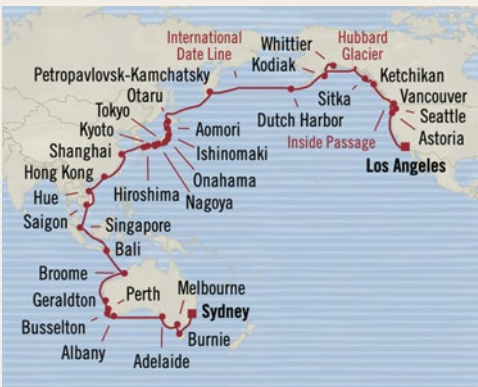 International
Date Line
Whittier
Kodiak
Hubbard
Glacier
Petropavlovsk-Kamchatsky
Ketchikan
Otaru
Sitka
Vancouver
Tokyo
Dutch Harbor
Seattle
Kyoto
Aomori
Inside Passage
Astoria
Shanghai
Ishinomaki
Los Angeles
Hong Kong
Onahama
Hue
Hiroshima
Nagoya
Saigon
Singapore
Bali
Broome
Perth
Melbourne
Geraldton
Sydney
Busselton
Burnie
Albany
Adelaide